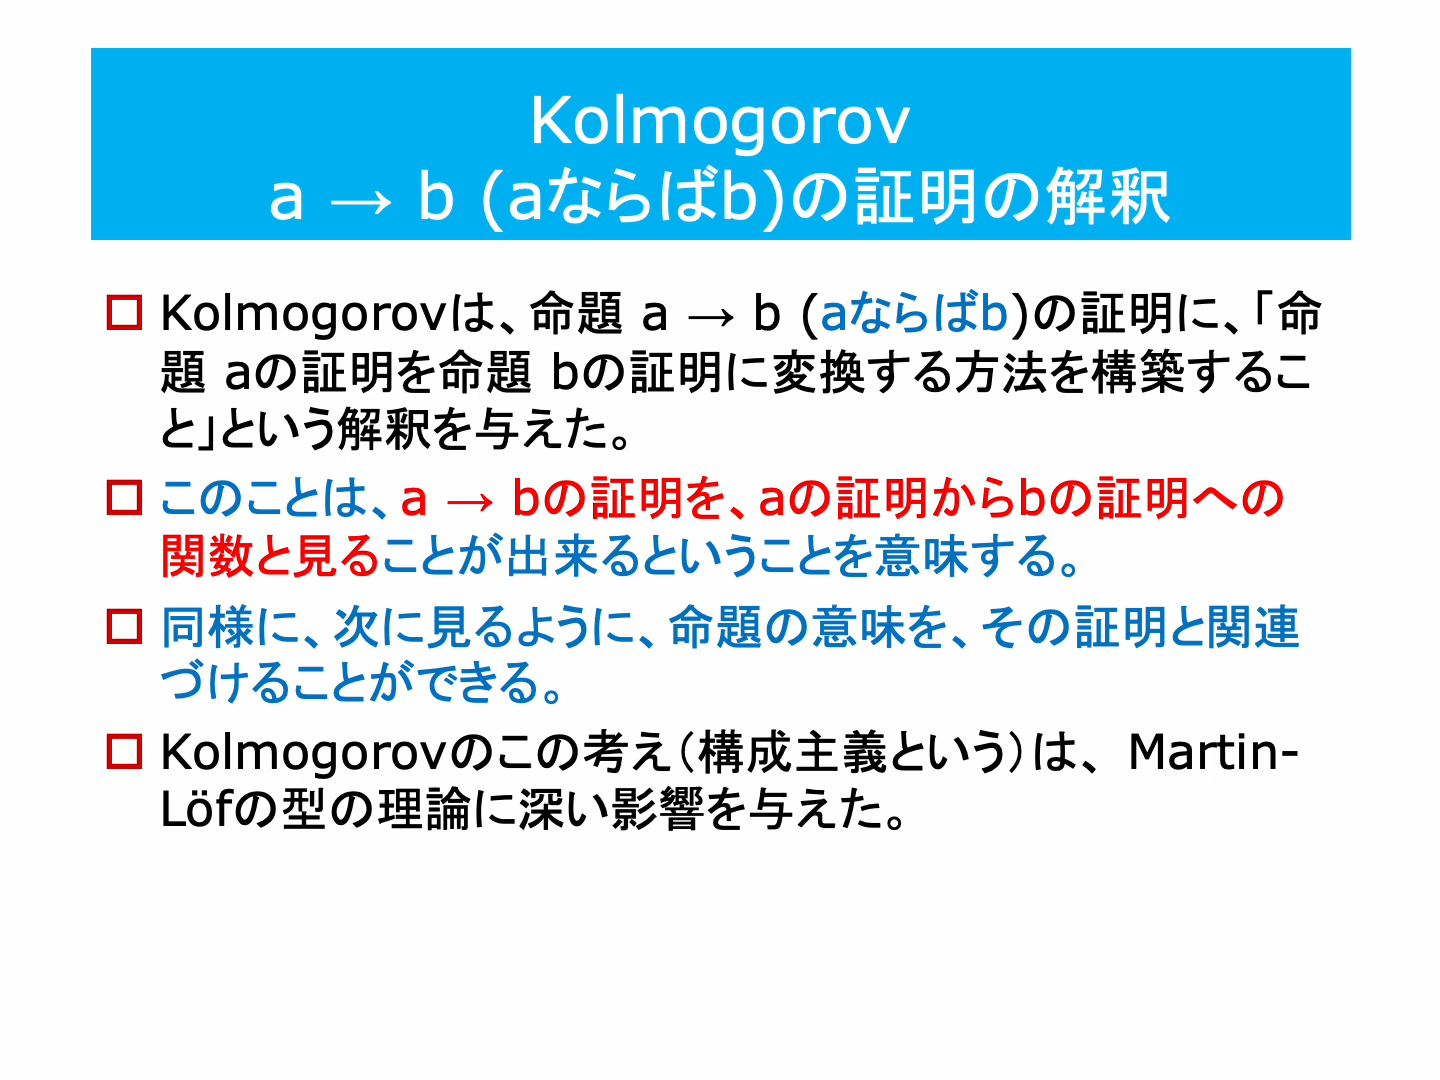 Kolmogorov
a → b (aならばb)の証明の解釈
Kolmogorovは、命題 a → b (aならばb)の証明に、「命
題 aの証明を命題 bの証明に変換する方法を構築するこ
と」という解釈を与えた。
このことは、a → bの証明を、aの証明からbの証明への
関数と見ることが出来るということを意味する。
同様に、次に見るように、命題の意味を、その証明と関連
づけることができる。
Kolmogorovのこの考え（構成主義という）は、Martin-
Löfの型の理論に深い影響を与えた。